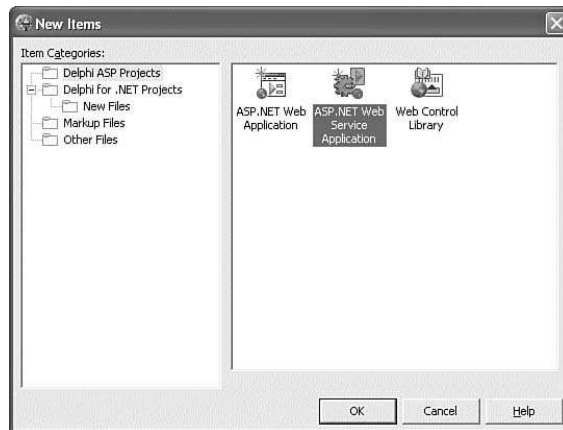 New Items
Item Categories:
Delphi ASP Projects
Delphi for .NET Projects
New Files
Markup Files
Other Files
ASP.NET Web
Application
ASP.NET Web
Service
Application
Web Control
Library
OK
Cancel
Help